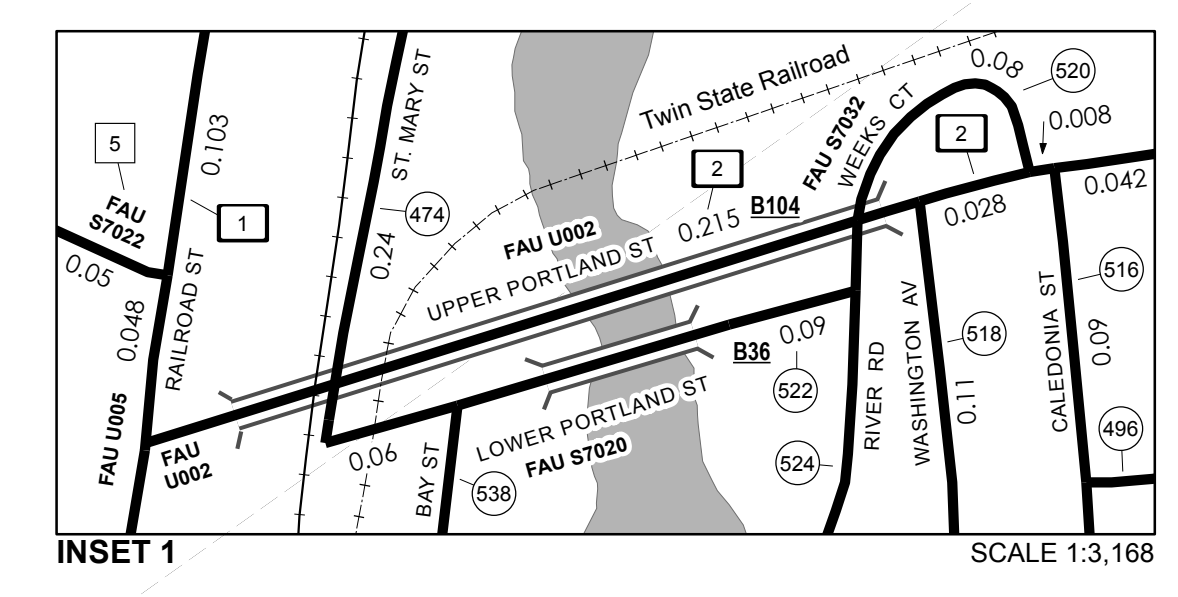 0.08
520
Twin State Railroad
0.008
5
0.103
ST. MARY ST
FAU S7032
WEEKS CT
2
2
0.042
FAU
S7022
1
474
B104
0.215
0.028
0.24
FAU U002
UPPER PORTLAND ST
0.05
516
0.048
RAILROAD ST
B36
0.09
522
RIVER RD
WASHINGTON AV
518
CALEDONIA ST
0.09
FAU U005
FAU
U002
0.06
BAY ST
538
LOWER PORTLAND ST
FAU S7020
524
0.11
496
INSET 1
SCALE 1:3,168